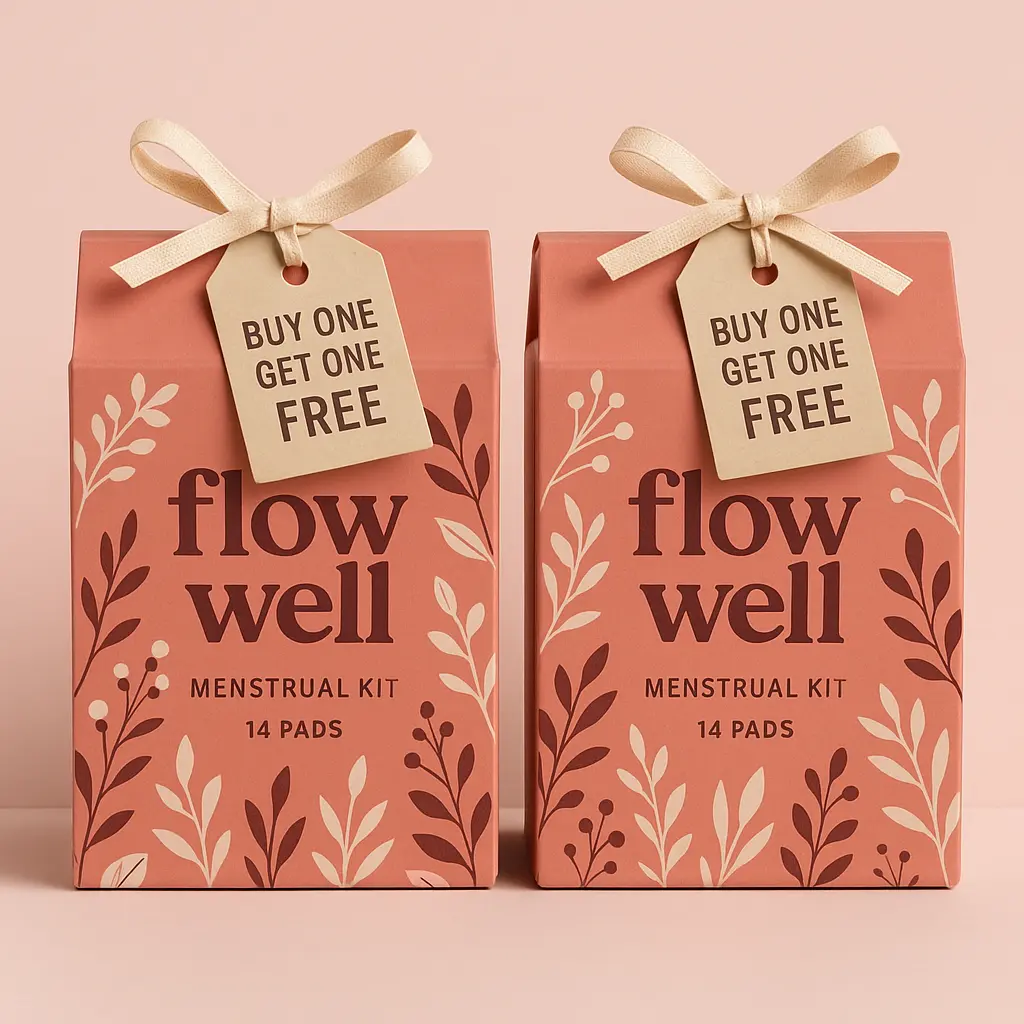 BUY ONE
GET ONE
FREE
flow
well
MENSTRUAL KIT
14 PADS
BUY ONE
GET ONE
FREE
flow
well
MENSTRUAL KIT
14 PADS